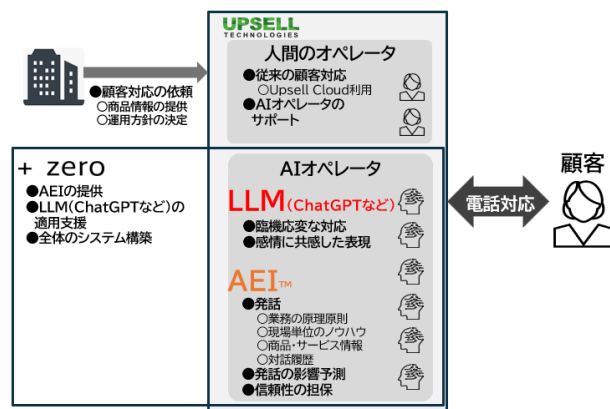 UPSELL
TECHNOLOGIES
人間のオペレータ
●従来の顧客対応
○Upsell Cloud利用
●AIオペレータの
サポート
●顧客対応の依頼
○商品情報の提供
○運用方針の決定
+ zero
●AEIの提供
●LLM(ChatGPTなど)の
適用支援
●全体のシステム構築
AIオペレータ
LLM(ChatGPTなど)
●臨機応変な対応
●感情に共感した表現
AEI™
●発話
○業務の原理原則
○現場単位のノウハウ
○商品・サービス情報
○対話履歴
●発話の影響予測
●信頼性の担保
電話対応
顧客